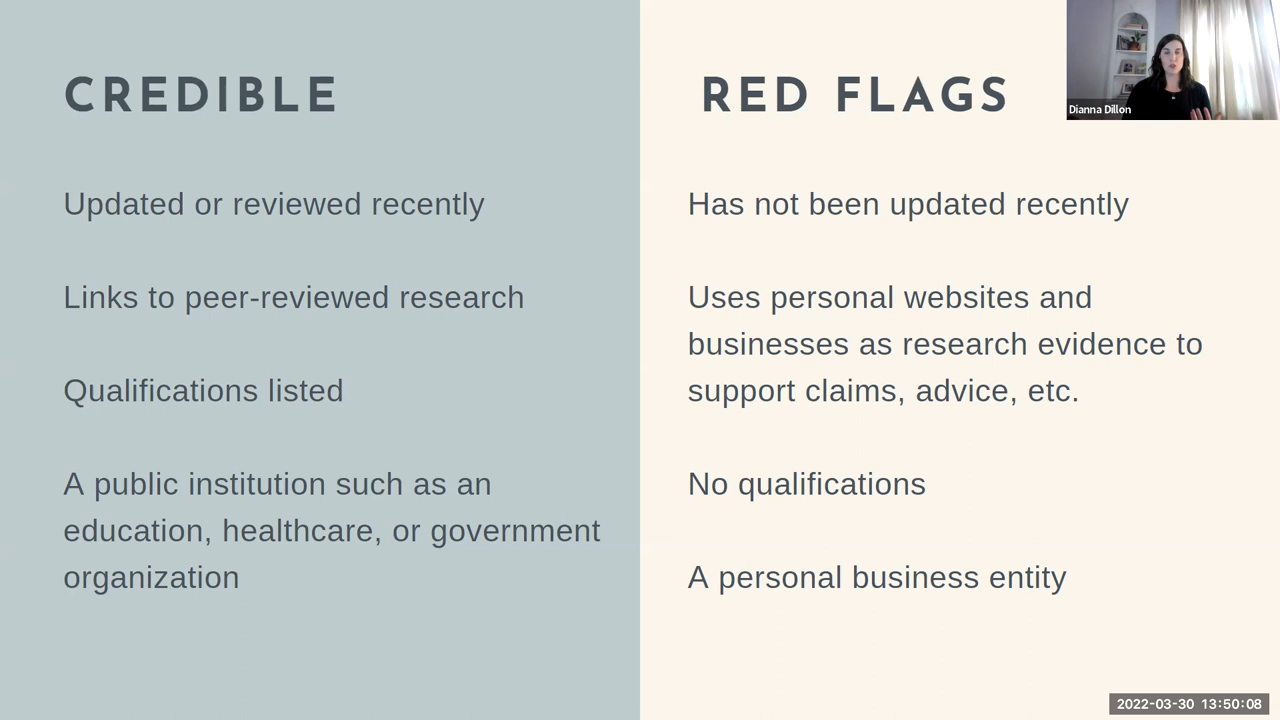 CREDIBLE
Updated or reviewed recently
Links to peer-reviewed research
Qualifications listed
A public institution such as an
education, healthcare, or government
organization
RED FLAGS
Has not been updated recently
Uses personal websites and
businesses as research evidence to
support claims, advice, etc.
No qualifications
A personal business entity
Dianna Dillon
2022-03-30 13:50:08